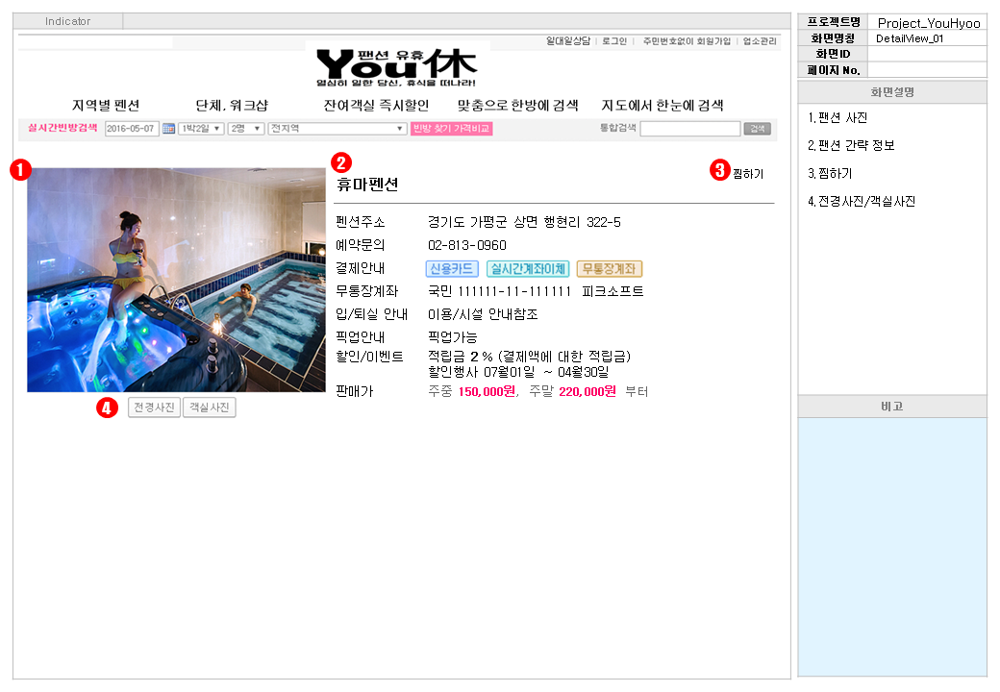 Indicator
일대일상담 | 로그인 | 주민번호없이 회원가입 | 업소관리
펜션 유휴
You休
열심히 일한 당신, 휴식을 떠나라!
지역별 펜션 단체, 워크샵 잔여객실 즉시할인 맞춤으로 한방에 검색 지도에서 한눈에 검색
실시간빈방검색 2016-05-07 1박2일 ▼ 2명 ▼ 전지역 ▼ 빈방 찾기 가격비교 통합검색 검색
1
2
휴마펜션
3 찜하기
펜션주소 경기도 가평군 상면 행현리 322-5
예약문의 02-813-0960
결제안내 신용카드 실시간계좌이체 무통장계좌
무통장계좌 국민 111111-11-111111 피크소프트
입/퇴실 안내 이용/시설 안내참조
픽업안내 픽업가능
할인/이벤트 적립금 2 % (결제액에 대한 적립금)
할인행사 07월01일 ~ 04월30일
판매가 주중 150,000원, 주말 220,000원 부터
4 전경사진 객실사진
프로젝트명 Project_YouHyoo
화면명칭 DetailView_01
화면ID
페이지 No.
화면설명
1.팬션 사진
2.팬션 간략 정보
3.찜하기
4.전경사진/객실사진
비고